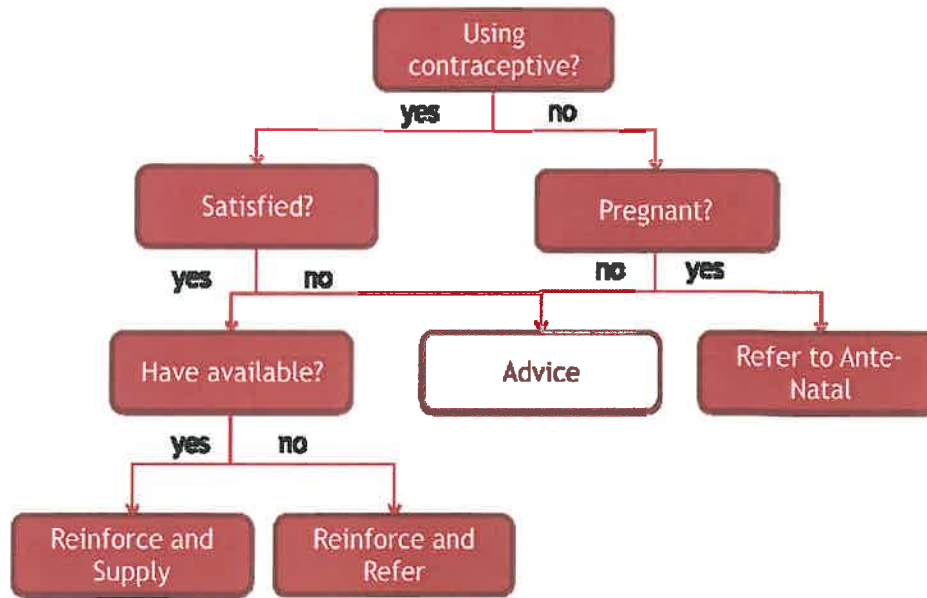 Using
contraceptive?
yes
no
Satisfied?
Pregnant?
yes
no
no
yes
Have available?
Advice
Refer to Ante-
Natal
yes
no
Reinforce and
Supply
Reinforce and
Refer